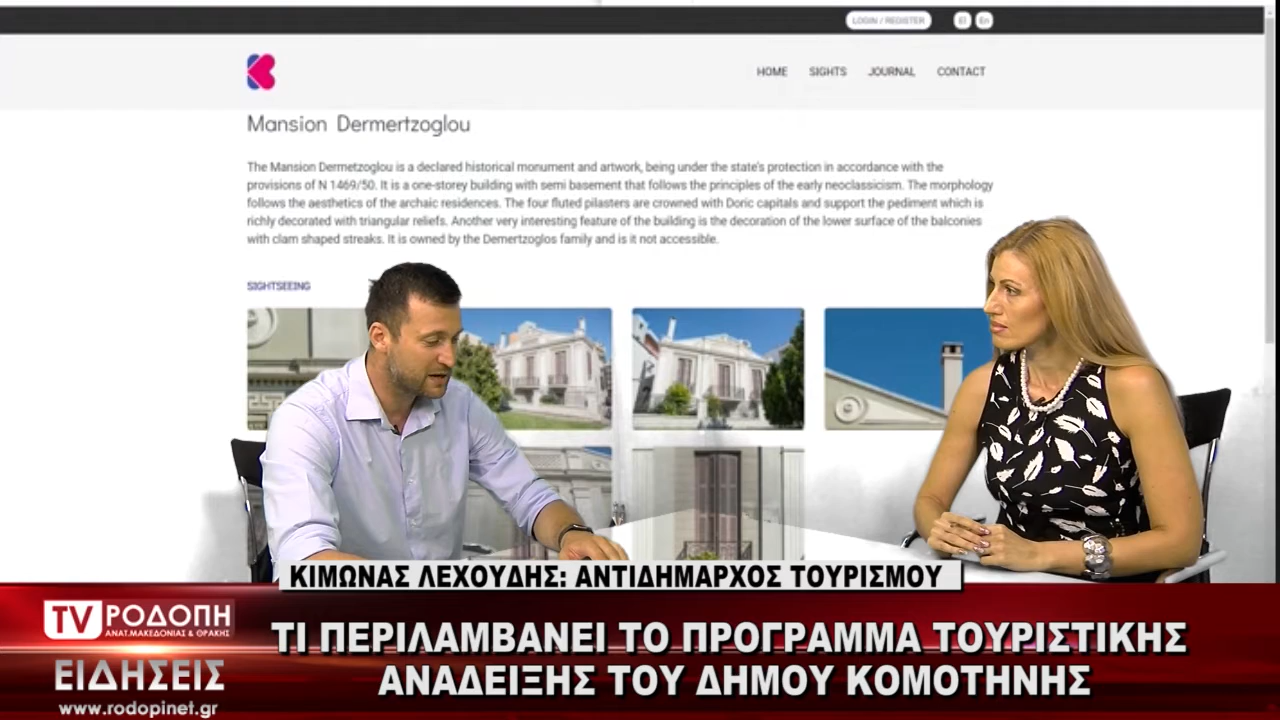 LOGIN / REGISTER El En
HOME SIGHTS JOURNAL CONTACT
Mansion Dermertzoglou
The Mansion Dermetzoglou is a declared historical monument and artwork, being under the state's protection in accordance with the
provisions of N 1469/50. It is a one-storey building with semi basement that follows the principles of the early neoclassicism. The morphology
follows the aesthetics of the archaic residences. The four fluted pilasters are crowned with Doric capitals and support the pediment which is
richly decorated with triangular reliefs. Another very interesting feature of the building is the decoration of the lower surface of the balconies
with clam shaped streaks. It is owned by the Demertzoglos family and is it not accessible.
SIGHTSEEING
ΚΙΜΩΝΑΣ ΛΕΧΟΥΔΗΣ: ΑΝΤΙΔΗΜΑΡΧΟΣ ΤΟΥΡΙΣΜΟΥ
TV ΡΟΔΟΠΗ
ΑΝΑΤ.ΜΑΚΕΔΟΝΙΑΣ & ΘΡΑΚΗΣ
ΕΙΔΗΣΕΙΣ
www.rodopinet.gr
ΤΙ ΠΕΡΙΛΑΜΒΑΝΕΙ ΤΟ ΠΡΟΓΡΑΜΜΑ ΤΟΥΡΙΣΤΙΚΗΣ
ΑΝΑΔΕΙΞΗΣ ΤΟΥ ΔΗΜΟΥ ΚΟΜΟΤΗΝΗΣ